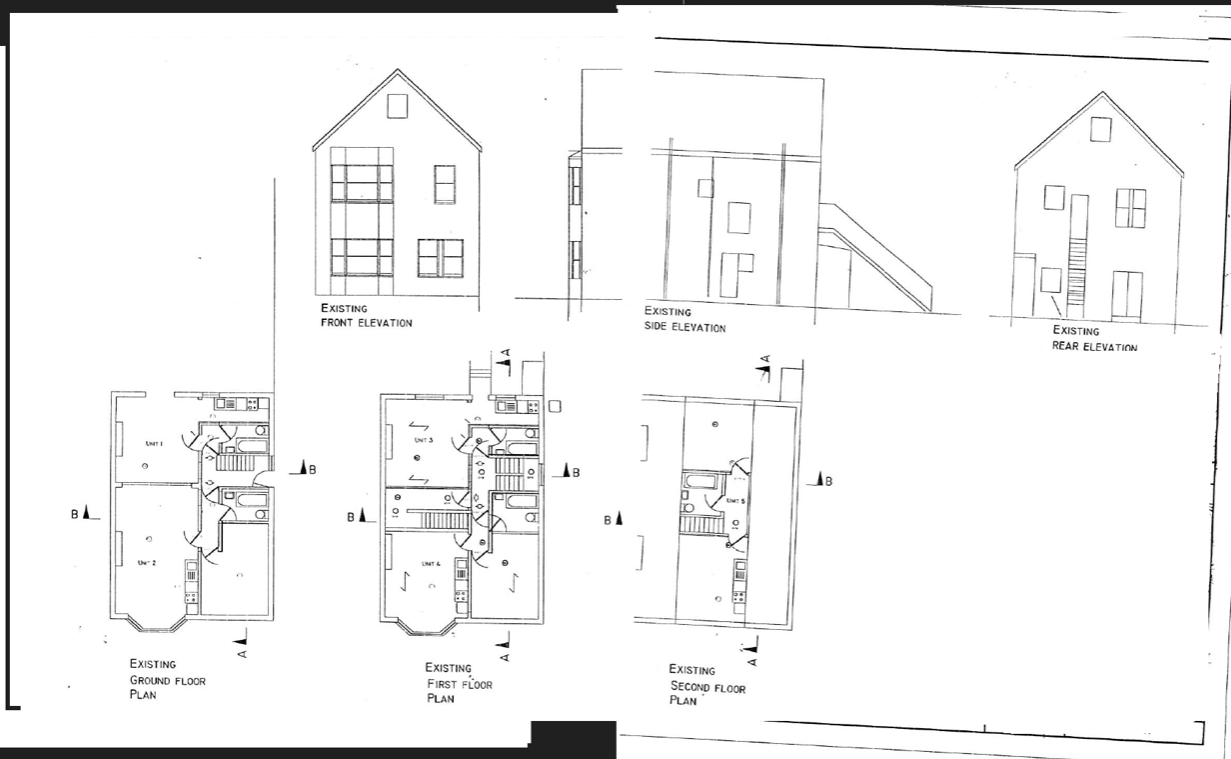 EXISTING
FRONT ELEVATION
EXISTING
SIDE ELEVATION
EXISTING
REAR ELEVATION
A
A
UNIT 1
UNIT 3
B
B
B
UNIT 5
B
B
B
UNIT 2
UNIT 4
A
A
A
EXISTING
GROUND FLOOR
PLAN
EXISTING
FIRST FLOOR
PLAN
EXISTING
SECOND FLOOR
PLAN